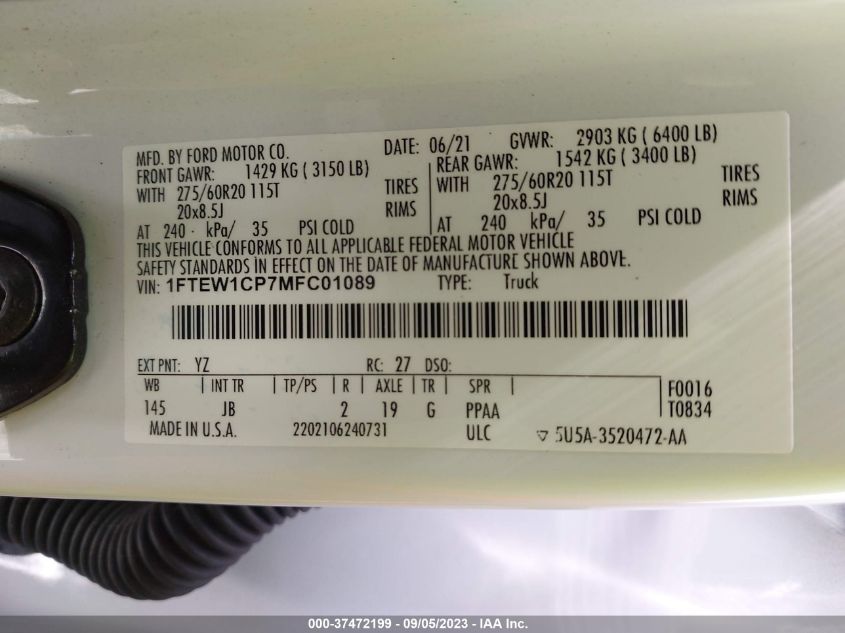 MFD. BY FORD MOTOR CO. DATE: 06/21 GVWR: 2903 KG ( 6400 LB)
FRONT GAWR: 1429 KG ( 3150 LB) REAR GAWR: 1542 KG ( 3400 LB)
WITH 275/60R20 115T TIRES WITH 275/60R20 115T TIRES
20x8.5J RIMS 20x8.5J RIMS
AT 240 kPa/ 35 PSI COLD AT 240 kPa/ 35 PSI COLD
THIS VEHICLE CONFORMS TO ALL APPLICABLE FEDERAL MOTOR VEHICLE
SAFETY STANDARDS IN EFFECT ON THE DATE OF MANUFACTURE SHOWN ABOVE.
VIN: 1FTEW1CP7MFC01089 TYPE: Truck
EXT PNT: YZ RC: 27 DSO:
WB INT TR TP/PS R AXLE TR SPR F0016
145 JB 2 19 G PPAA T0834
MADE IN U.S.A. 2202106240731 ULC 5U5A-3520472-AA
000-37472199 - 09/05/2023 - IAA Inc.